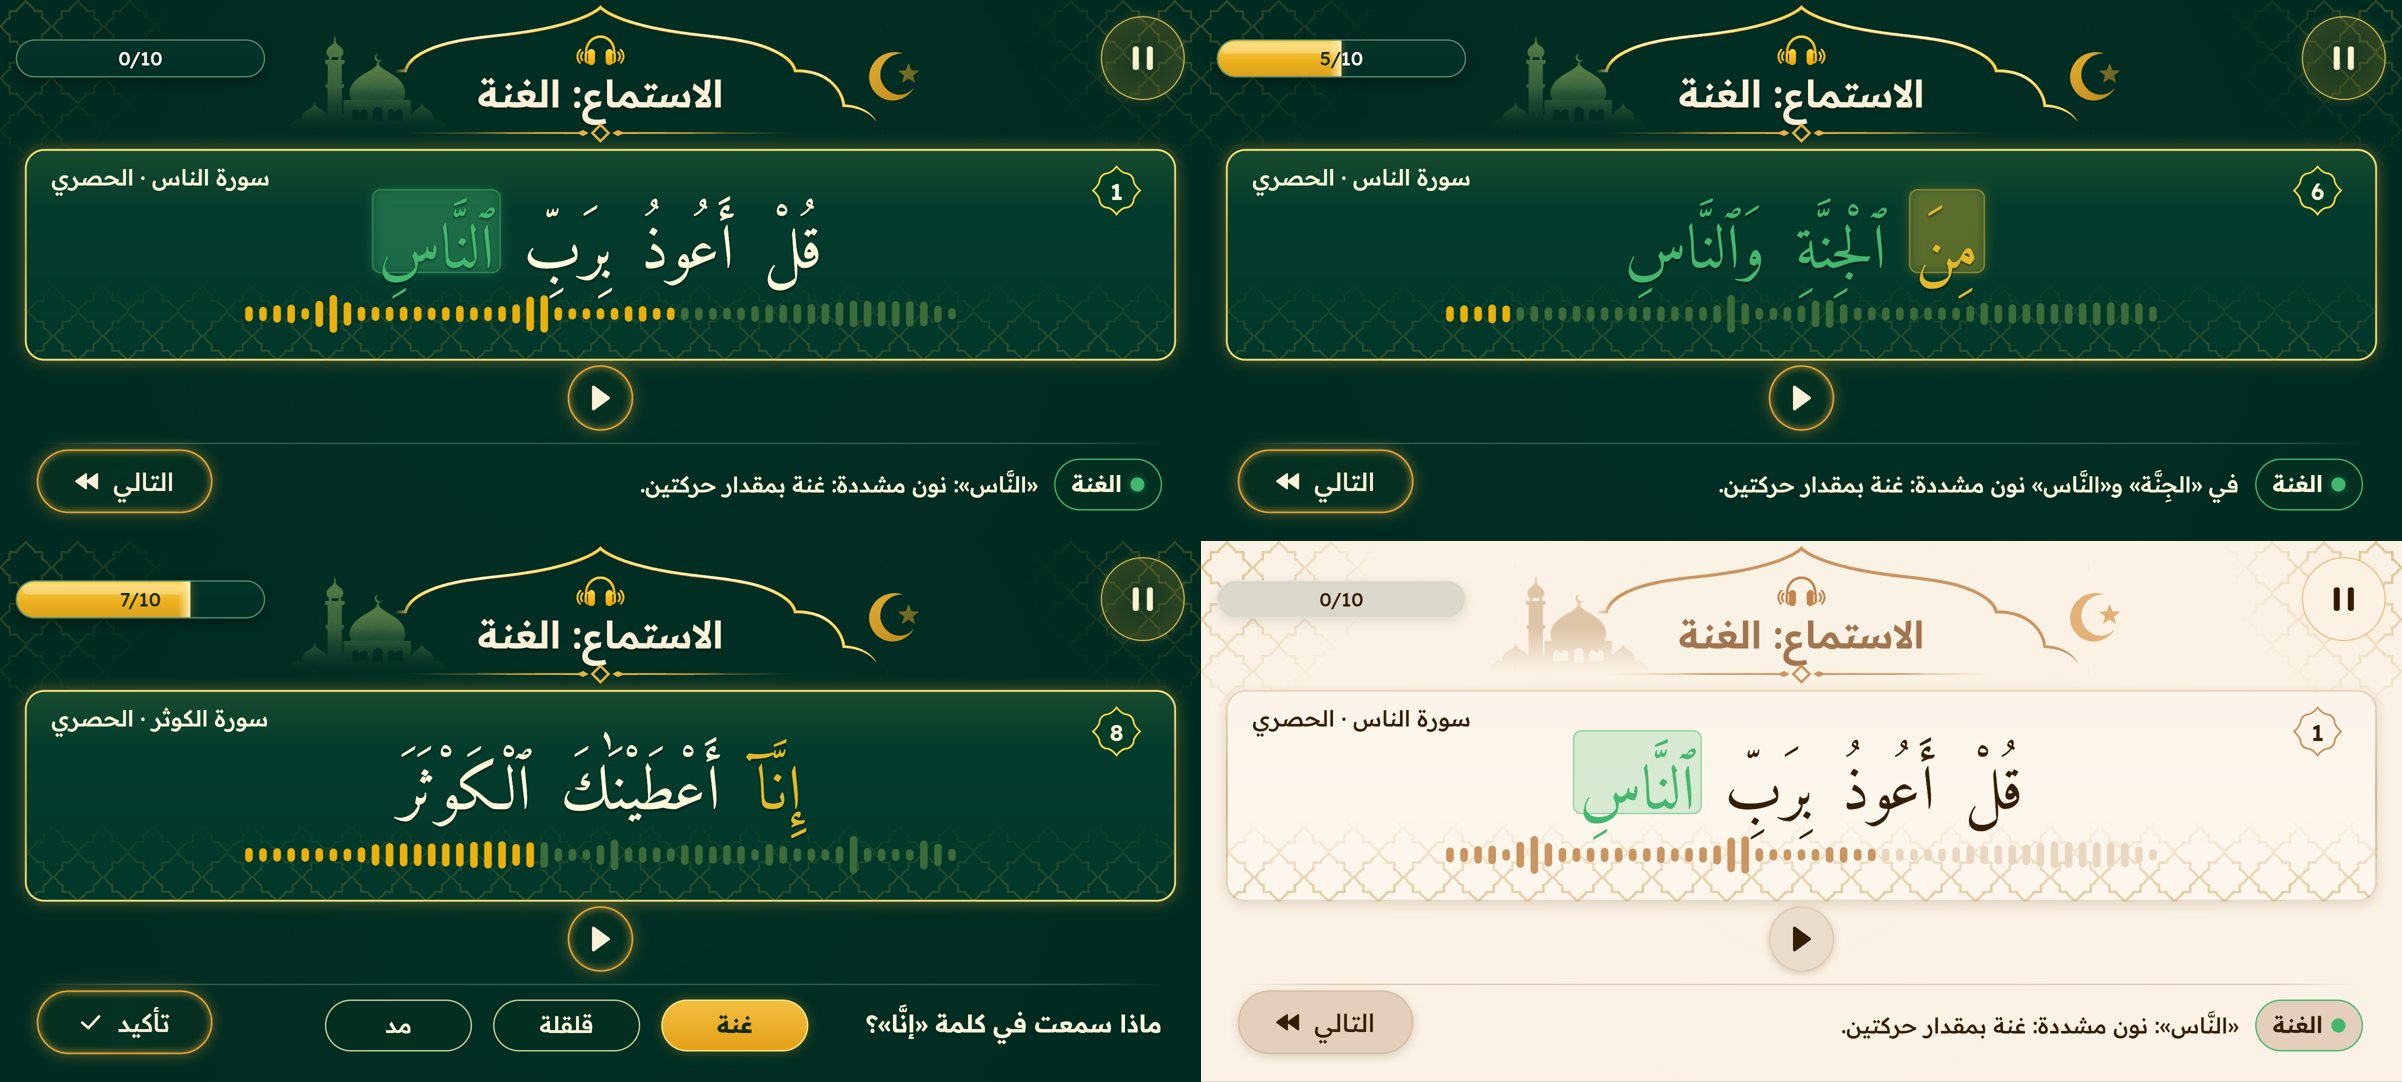 0/10
الاستماع: الغنة
سورة الناس · الحصري
1
قُلْ أَعُوذُ بِرَبِّ ٱلنَّاسِ
الغنة
«النَّاس»: نون مشددة: غنة بمقدار حركتين.
التالي
5/10
الاستماع: الغنة
سورة الناس · الحصري
6
مِنَ ٱلْجِنَّةِ وَٱلنَّاسِ
الغنة
في «الجِنَّة» و«النَّاس» نون مشددة: غنة بمقدار حركتين.
التالي
7/10
الاستماع: الغنة
سورة الكوثر · الحصري
8
إِنَّآ أَعْطَيْنَٰكَ ٱلْكَوْثَرَ
ماذا سمعت في كلمة «إنَّا»؟
غنة
قلقلة
مد
تأكيد
0/10
الاستماع: الغنة
سورة الناس · الحصري
1
قُلْ أَعُوذُ بِرَبِّ ٱلنَّاسِ
الغنة
«النَّاس»: نون مشددة: غنة بمقدار حركتين.
التالي